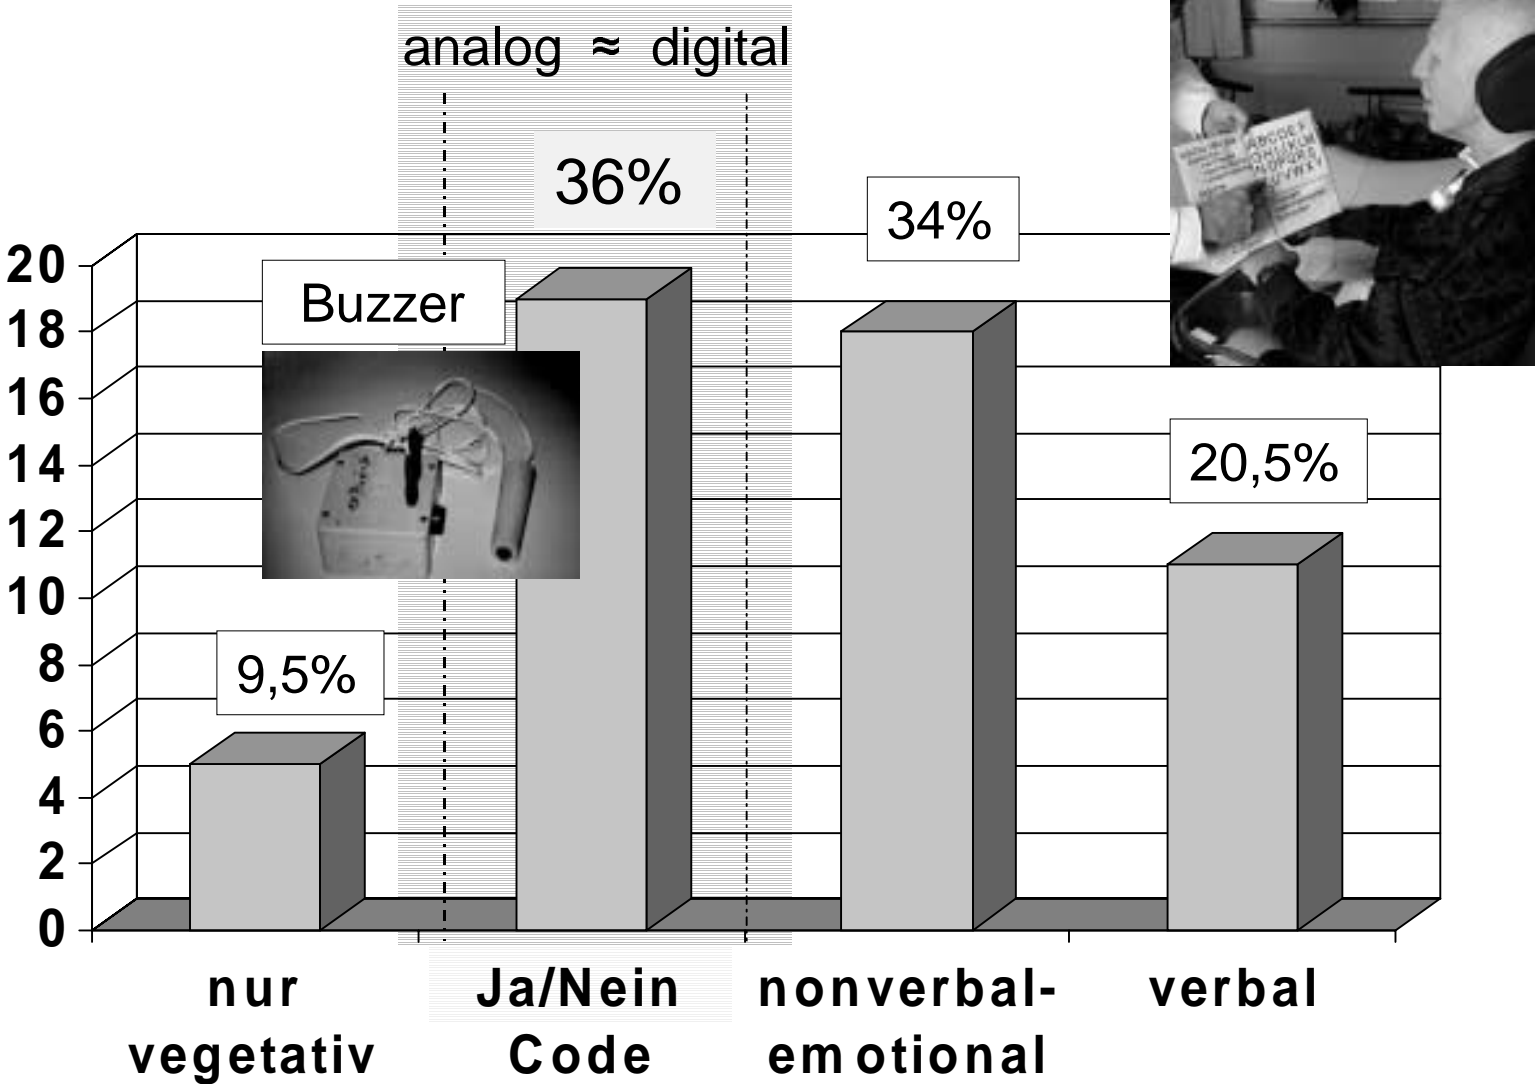 analog ≈ digital
36%
34%
20
Buzzer
18
16
20,5%
14
12
10
8
9,5%
6
4
2
0
nur
vegetativ
Ja/Nein
Code
nonverbal-
emotional
verbal